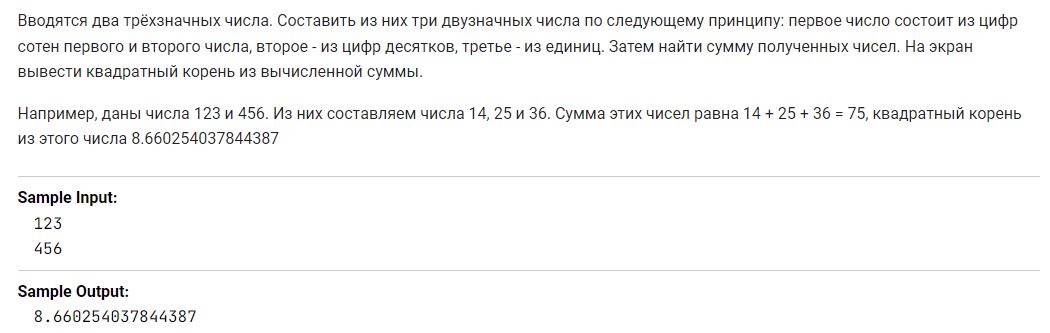 Вводятся два трёхзначных числа. Составить из них три двузначных числа по следующему принципу: первое число состоит из цифр
сотен первого и второго числа, второе - из цифр десятков, третье - из единиц. Затем найти сумму полученных чисел. На экран
вывести квадратный корень из вычисленной суммы.
Например, даны числа 123 и 456. Из них составляем числа 14, 25 и 36. Сумма этих чисел равна 14 + 25 + 36 = 75, квадратный корень
из этого числа 8.660254037844387
Sample Input:
123
456
Sample Output:
8.660254037844387